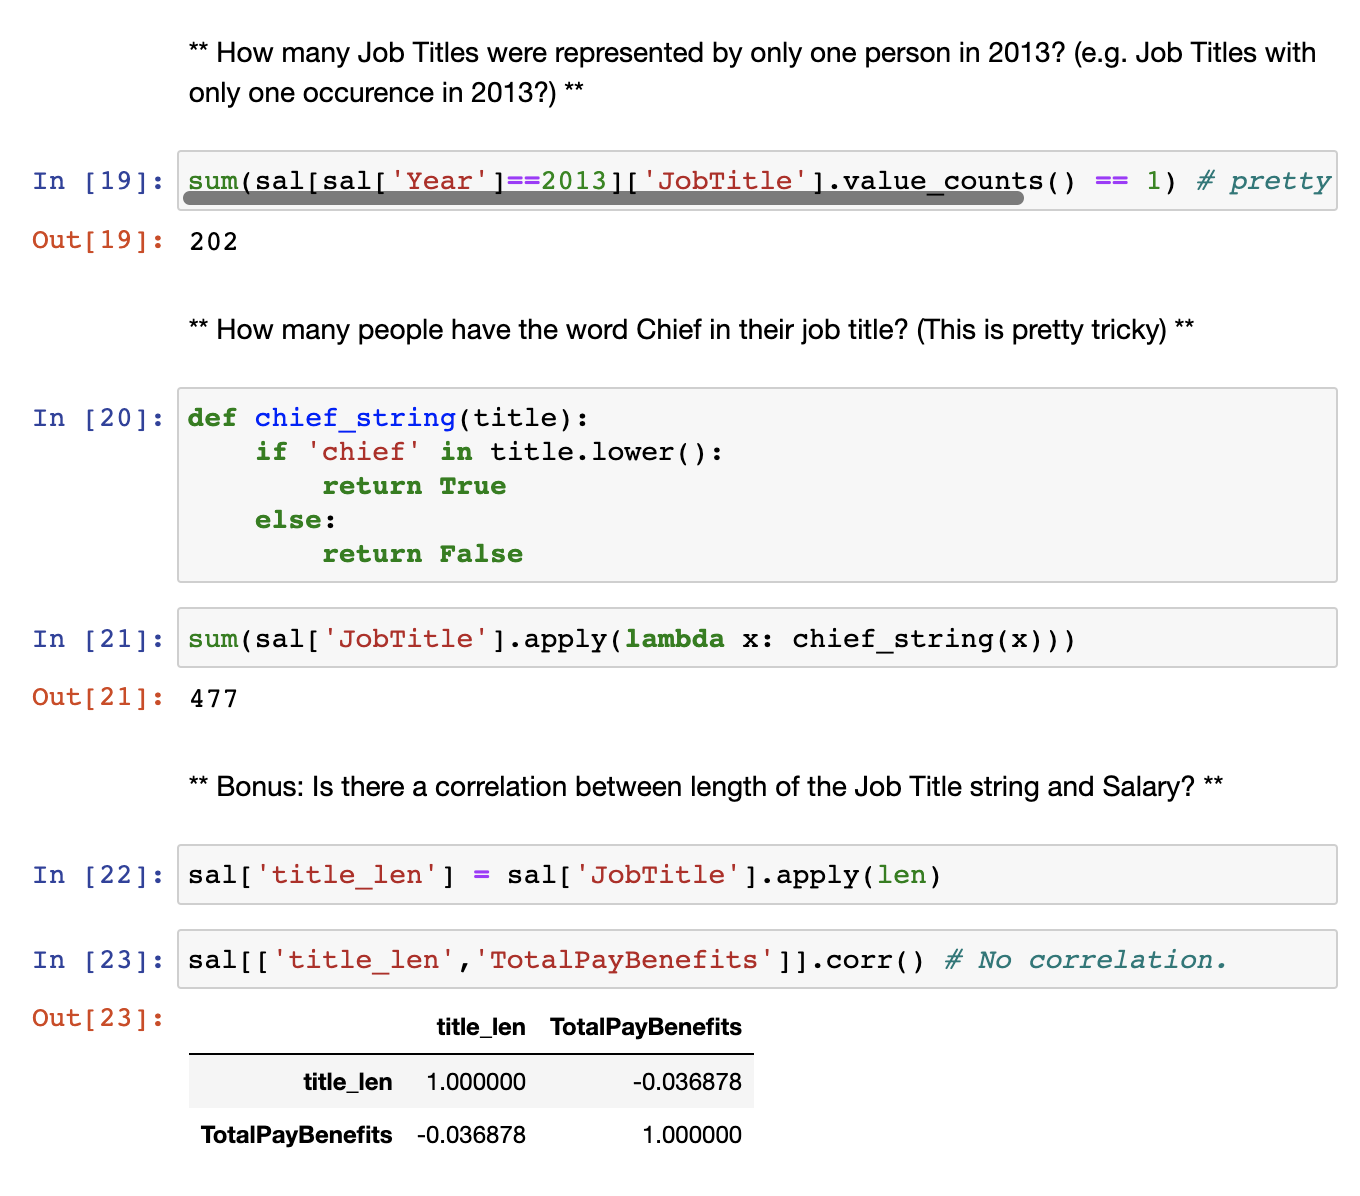 ** How many Job Titles were represented by only one person in 2013? (e.g. Job Titles with
only one occurence in 2013?) **
In [19]: sum(sal[sal['Year']==2013]['JobTitle'].value_counts() == 1) # pretty
Out[19]: 202
** How many people have the word Chief in their job title? (This is pretty tricky) **
In [20]: def chief_string(title):
    if 'chief' in title.lower():
        return True
    else:
        return False
In [21]: sum(sal['JobTitle'].apply(lambda x: chief_string(x)))
Out[21]: 477
** Bonus: Is there a correlation between length of the Job Title string and Salary? **
In [22]: sal['title_len'] = sal['JobTitle'].apply(len)
In [23]: sal[['title_len','TotalPayBenefits']].corr() # No correlation.
Out[23]:
title_len TotalPayBenefits
title_len 1.000000 -0.036878
TotalPayBenefits -0.036878 1.000000